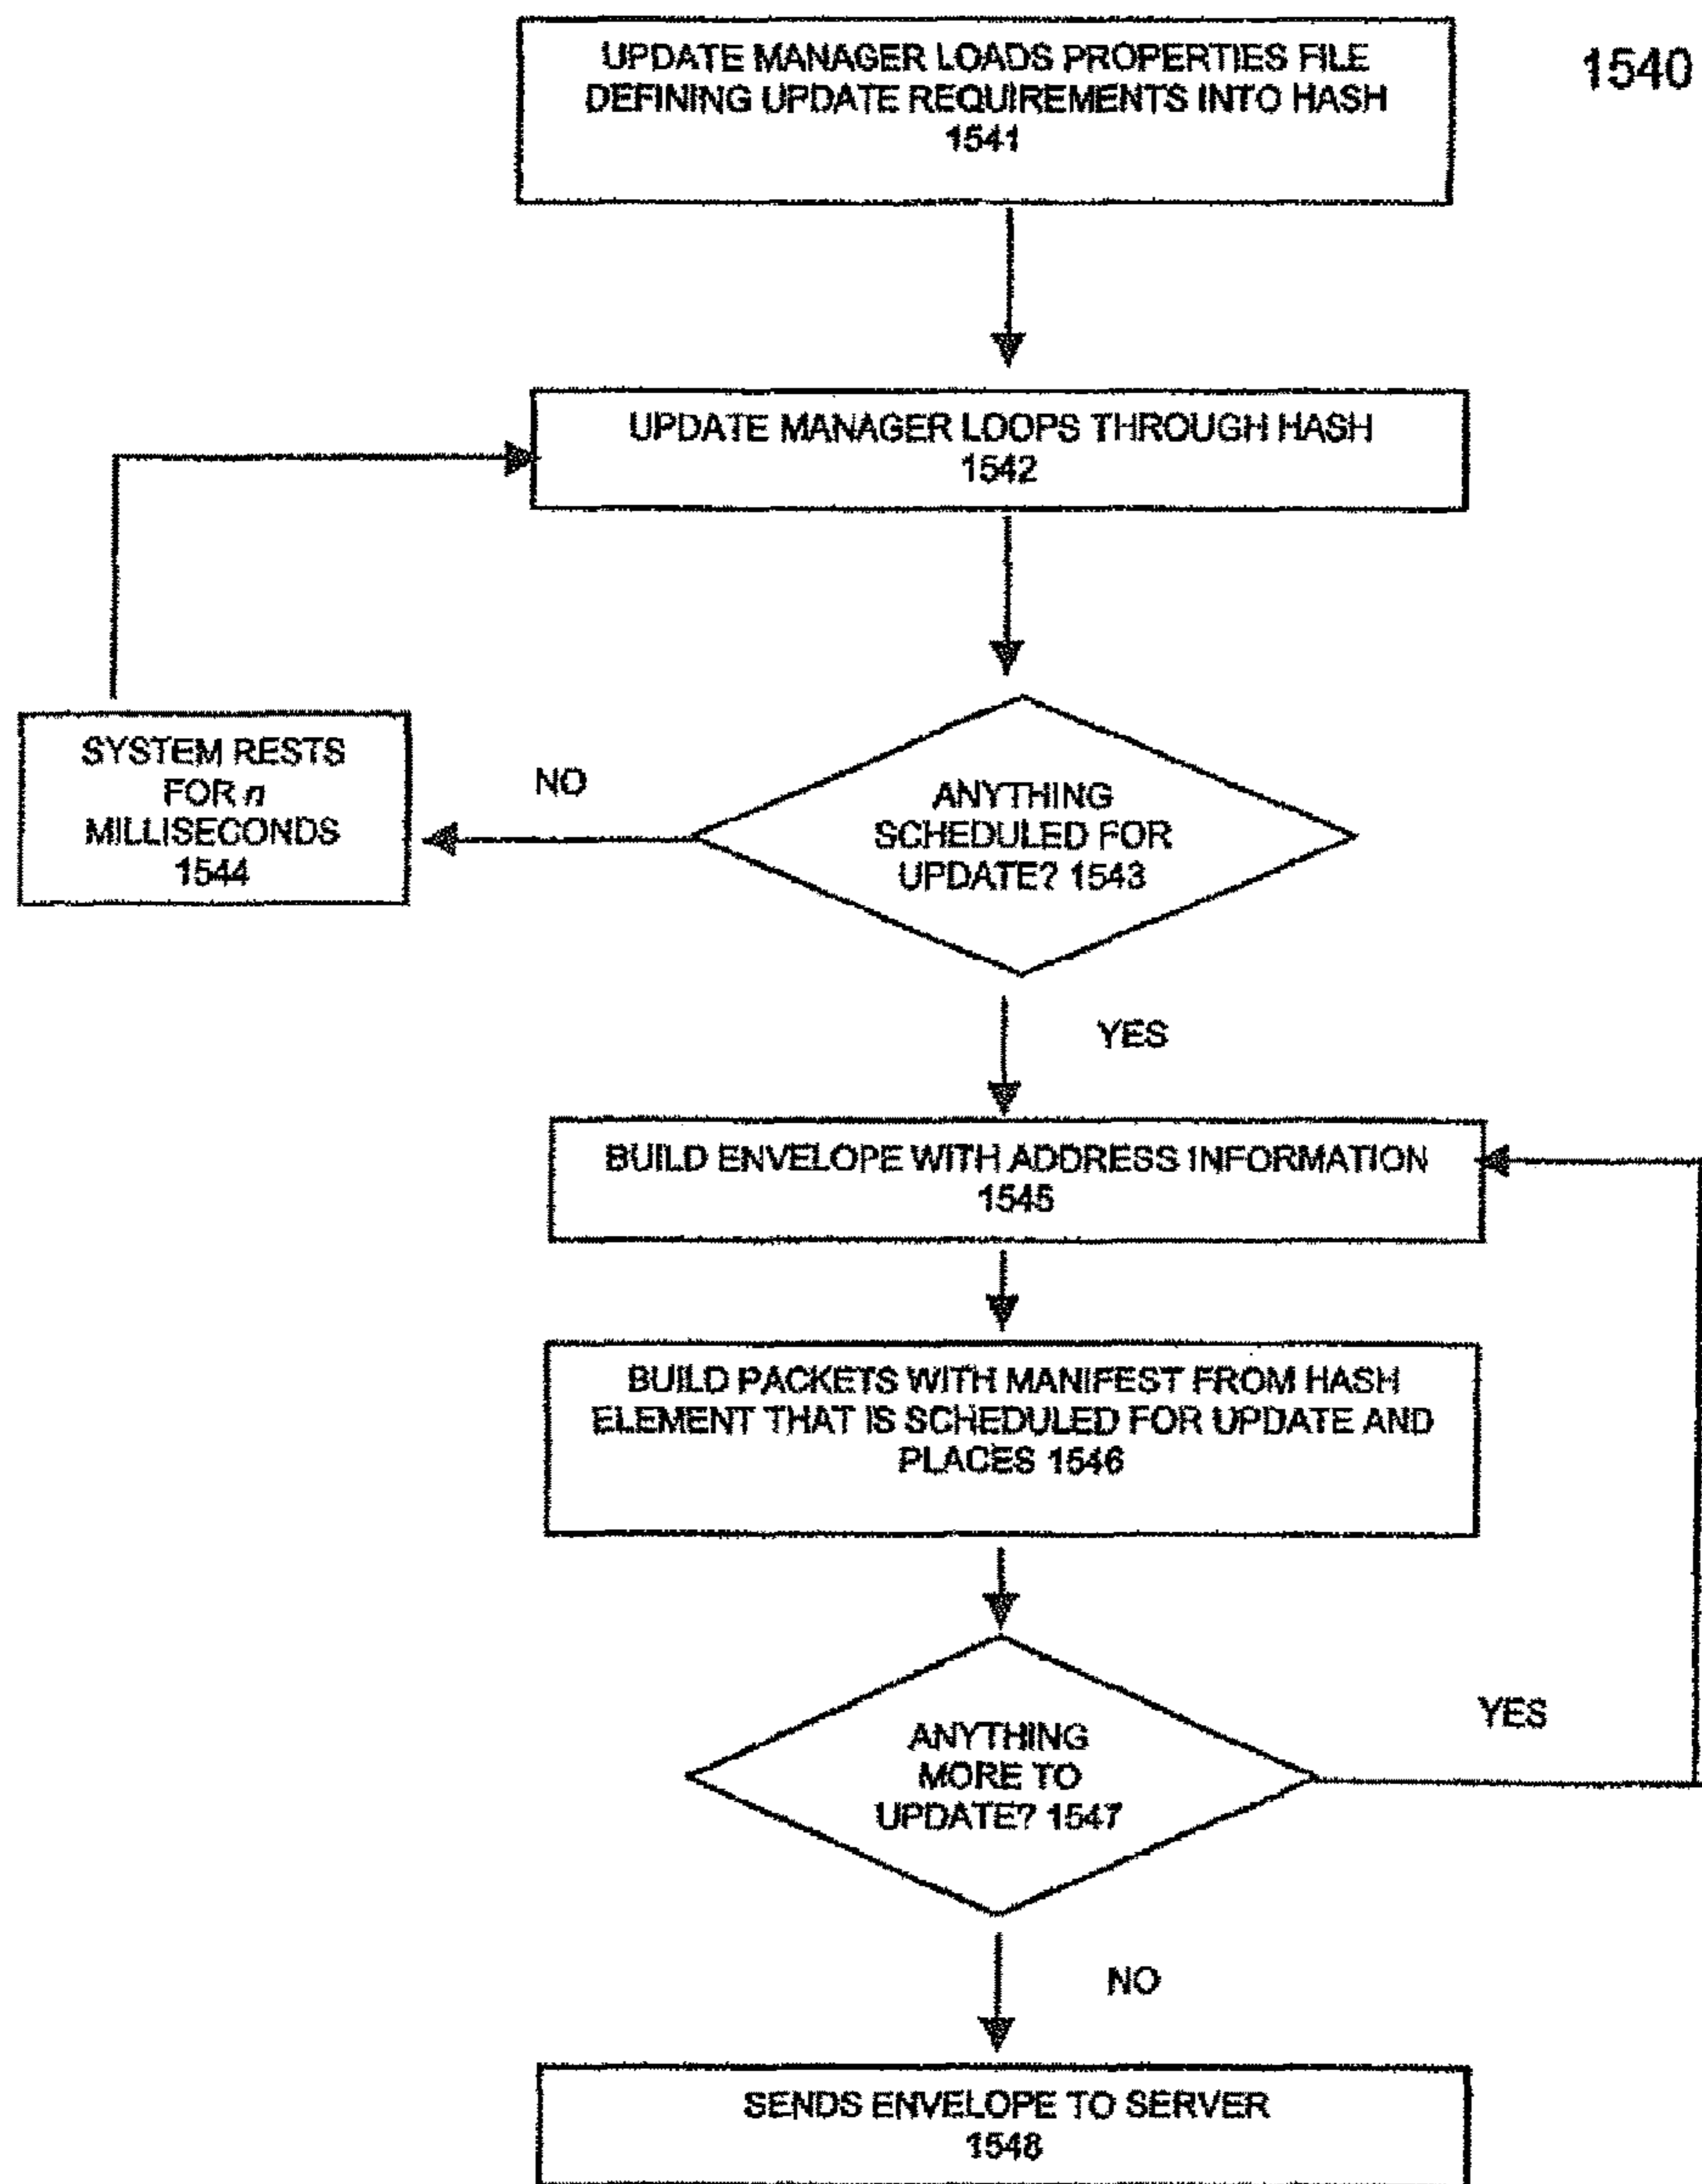 1540
UPDATE MANAGER LOADS PROPERTIES FILE
DEFINING UPDATE REQUIREMENTS INTO HASH
1541
UPDATE MANAGER LOOPS THROUGH HASH
1542
SYSTEM RESTS
FOR n
MILLISECONDS
1544
NO
ANYTHING
SCHEDULED FOR
UPDATE? 1543
YES
BUILD ENVELOPE WITH ADDRESS INFORMATION
1545
BUILD PACKETS WITH MANIFEST FROM HASH
ELEMENT THAT IS SCHEDULED FOR UPDATE AND
PLACES 1546
ANYTHING
MORE TO
UPDATE? 1547
YES
NO
SENDS ENVELOPE TO SERVER
1548